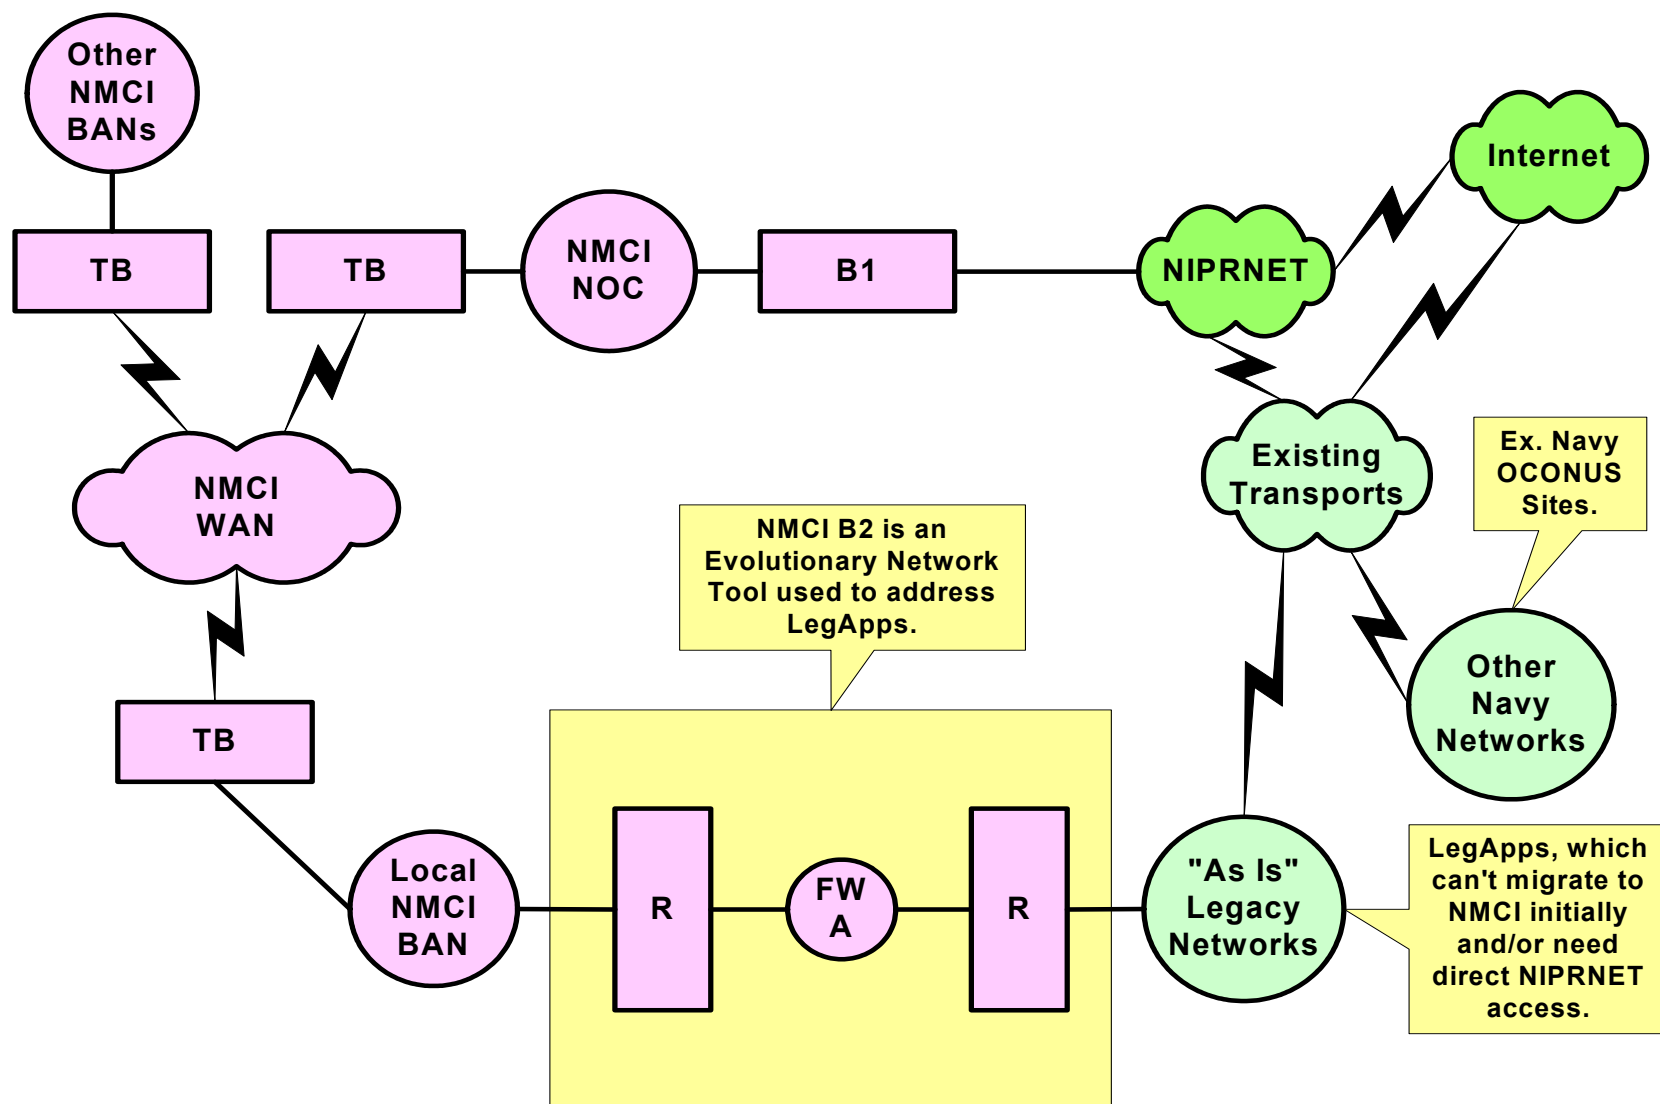 Other
NMCI
BANs
Internet
TB
TB
NMCI
NOC
B1
NIPRNET
Existing
Transports
Ex. Navy
OCONUS
Sites.
NMCI
WAN
NMCI B2 is an
Evolutionary Network
Tool used to address
LegApps.
Other
Navy
Networks
TB
Local
NMCI
BAN
R
FW
A
R
"As Is"
Legacy
Networks
LegApps, which
can't migrate to
NMCI initially
and/or need
direct NIPRNET
access.